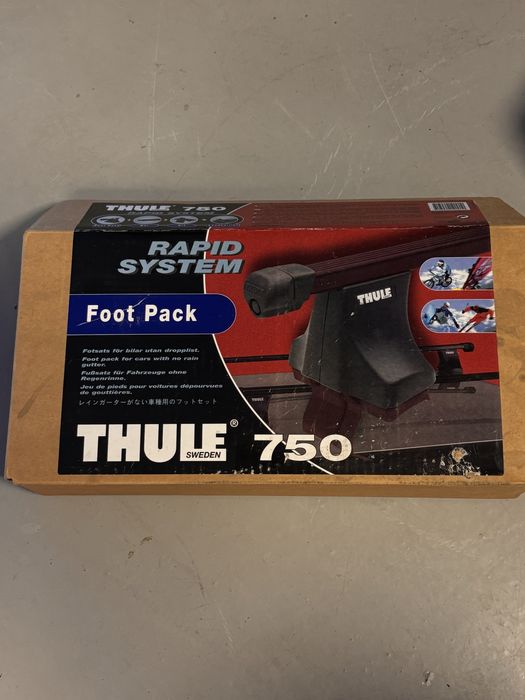 THULE 750
RAPID SYSTEM
RAPID
SYSTEM
Foot Pack
THULE
Fotsats för bilar utan dropplist.
Foot pack for cars with no rain
gutter.
Fußsatz für Fahrzeuge ohne
Regenrinne.
Jeu de pieds pour voitures dépourvues
de gouttières.
レインガーターがない車種用のフットセット
THULE®
SWEDEN
750